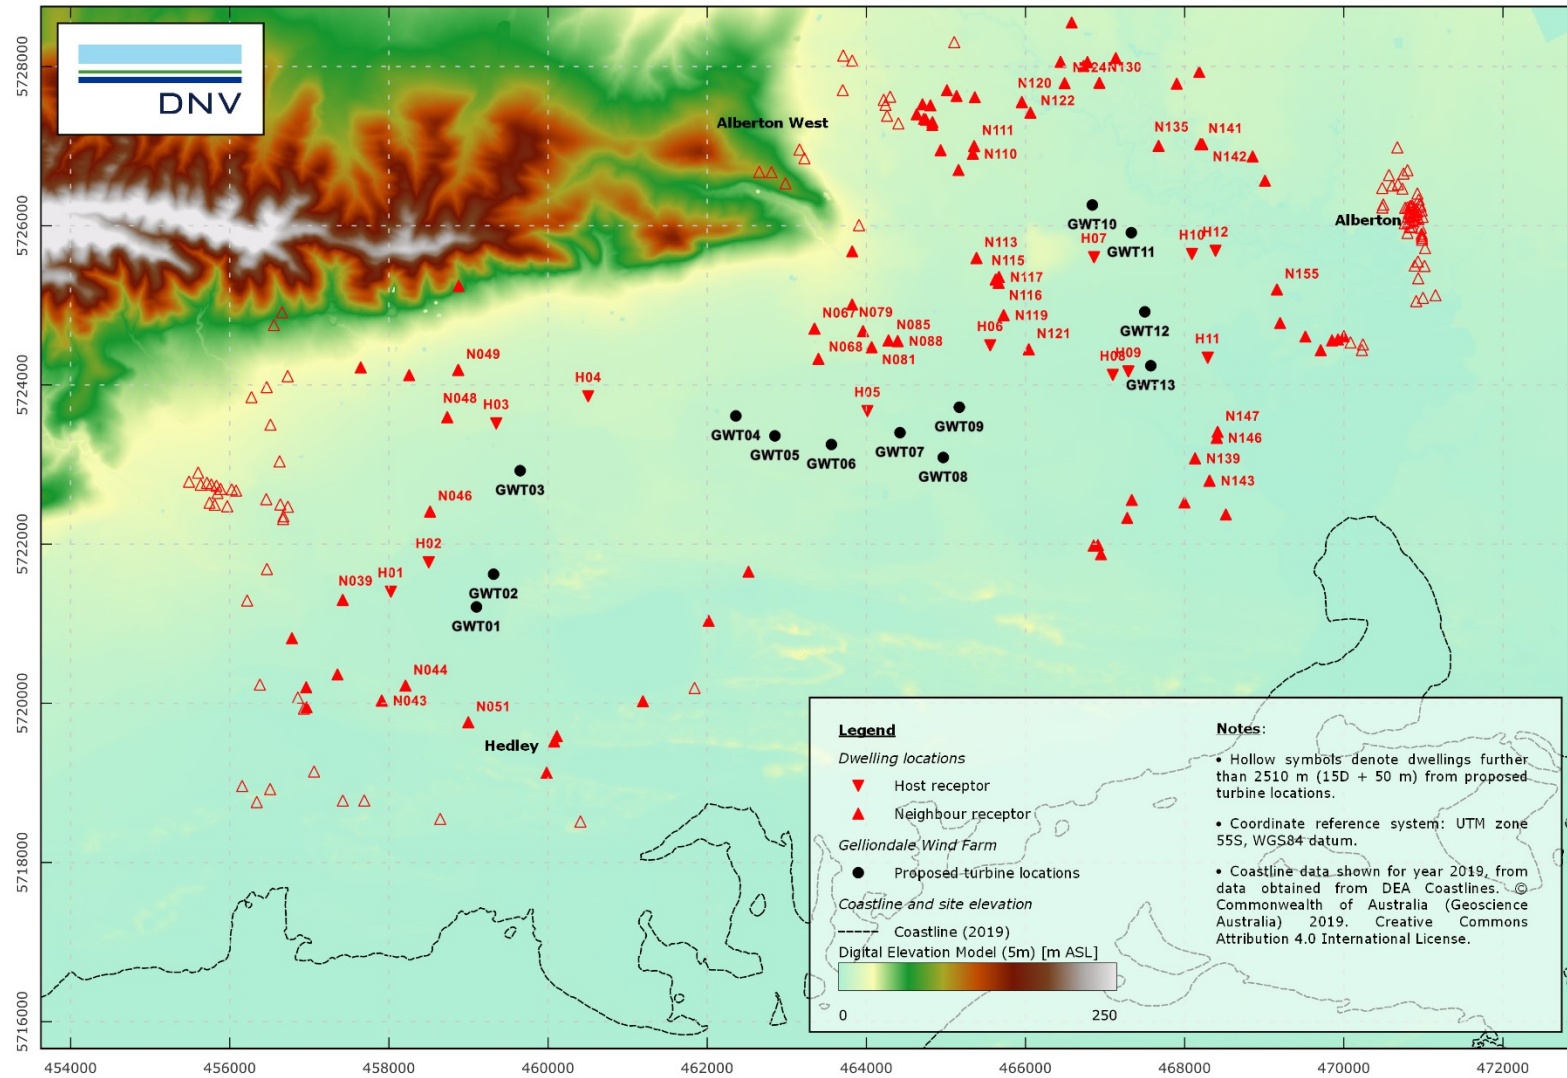 DNV
Alberton West
N124
N130
N120
N122
N111
N110
N135
N141
N142
Alberton
GWT10
H07
GWT11
H10
H12
N113
N115
N117
N116
N155
N067
N079
N085
N119
GWT12
N068
N088
H06
N121
H11
N081
H08
H09
GWT13
N049
H04
N048
H03
H05
GWT04
GWT05
GWT06
GWT07
GWT09
GWT08
N147
N146
N139
N143
GWT03
N046
H02
N039
H01
GWT02
GWT01
N044
N043
N051
Hedley
Legend
Dwelling locations
Host receptor
Neighbour receptor
Gelliondale Wind Farm
Proposed turbine locations
Coastline and site elevation
Coastline (2019)
Digital Elevation Model (5m) [m ASL]
0
250
Notes:
• Hollow symbols denote dwellings further
than 2510 m (15D + 50 m) from proposed
turbine locations.
• Coordinate reference system: UTM zone
55S, WGS84 datum.
• Coastline data shown for year 2019, from
data obtained from DEA Coastlines. ©
Commonwealth of Australia (Geoscience
Australia) 2019. Creative Commons
Attribution 4.0 International License.
5728000
5726000
5724000
5722000
5720000
5718000
5716000
454000
456000
458000
460000
462000
464000
466000
468000
470000
472000